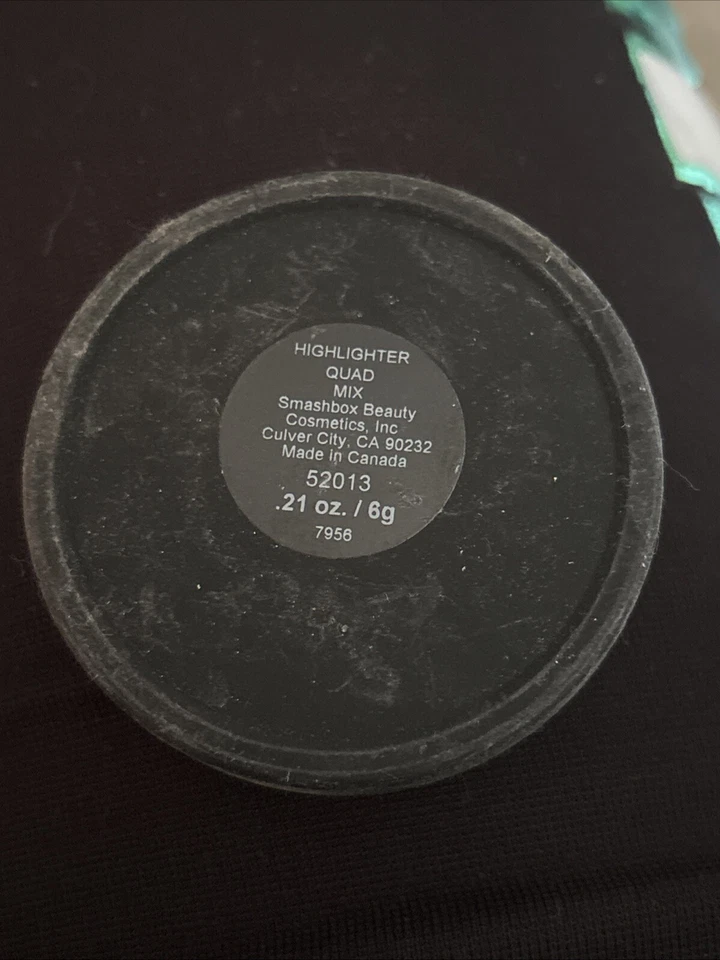 HIGHLIGHTER
QUAD
MIX
Smashbox Beauty
Cosmetics, Inc
Culver City, CA 90232
Made in Canada
52013
.21 oz. / 6g
7956